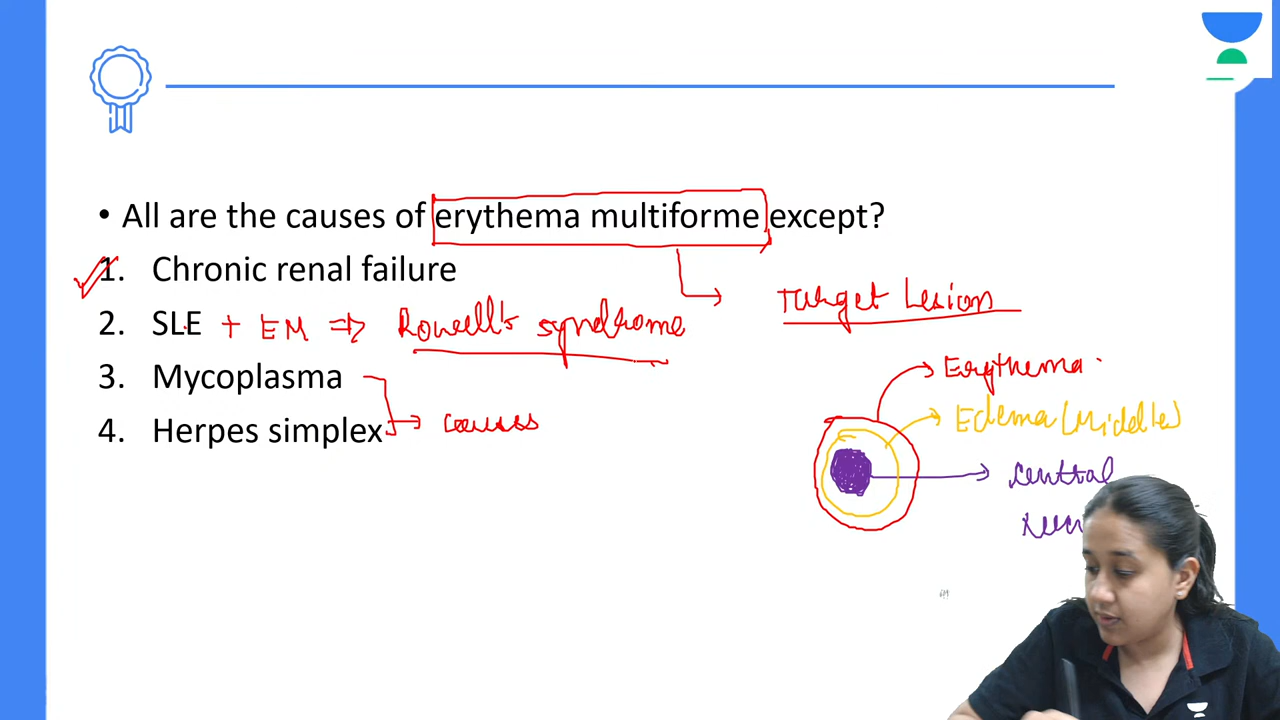 • All are the causes of erythema multiforme except?
1. Chronic renal failure
Target Lesion
2. SLE + EM ⇒ Rowell's syndrome
Erythema
3. Mycoplasma
Edema (Middle)
4. Herpes simplex → causes
central